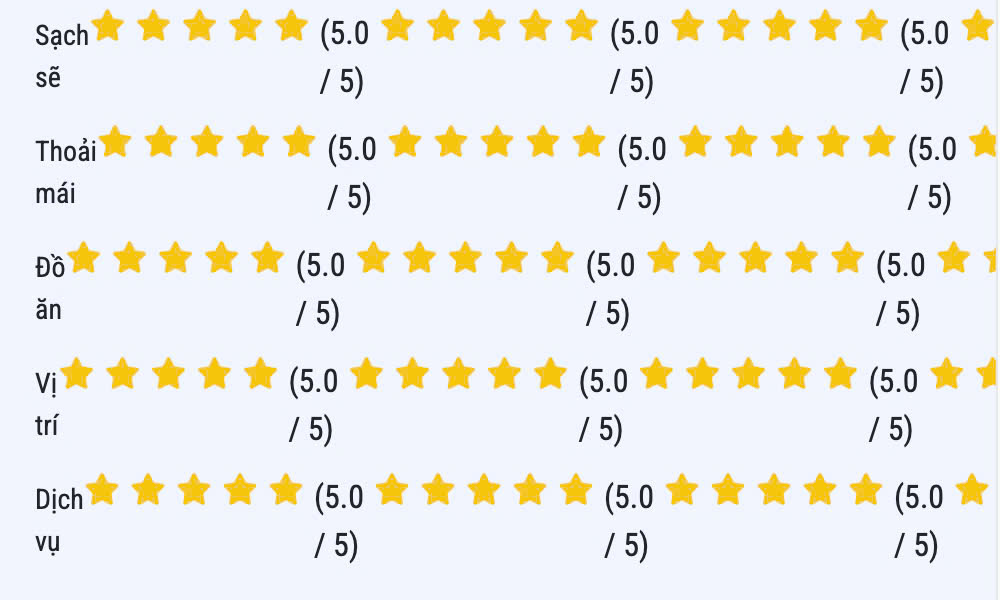 Sạch ★★★★★ (5.0 ★★★★★ (5.0 ★★★★★ (5.0 ★
sẽ / 5) / 5) / 5)
Thoải ★★★★★ (5.0 ★★★★★ (5.0 ★★★★★ (5.0 ★
mái / 5) / 5) / 5)
Đồ ★★★★★ (5.0 ★★★★★ (5.0 ★★★★★ (5.0 ★★
ăn / 5) / 5) / 5)
Vị ★★★★★ (5.0 ★★★★★ (5.0 ★★★★★ (5.0 ★★
trí / 5) / 5) / 5)
Dịch ★★★★★ (5.0 ★★★★★ (5.0 ★★★★★ (5.0 ★
vụ / 5) / 5) / 5)